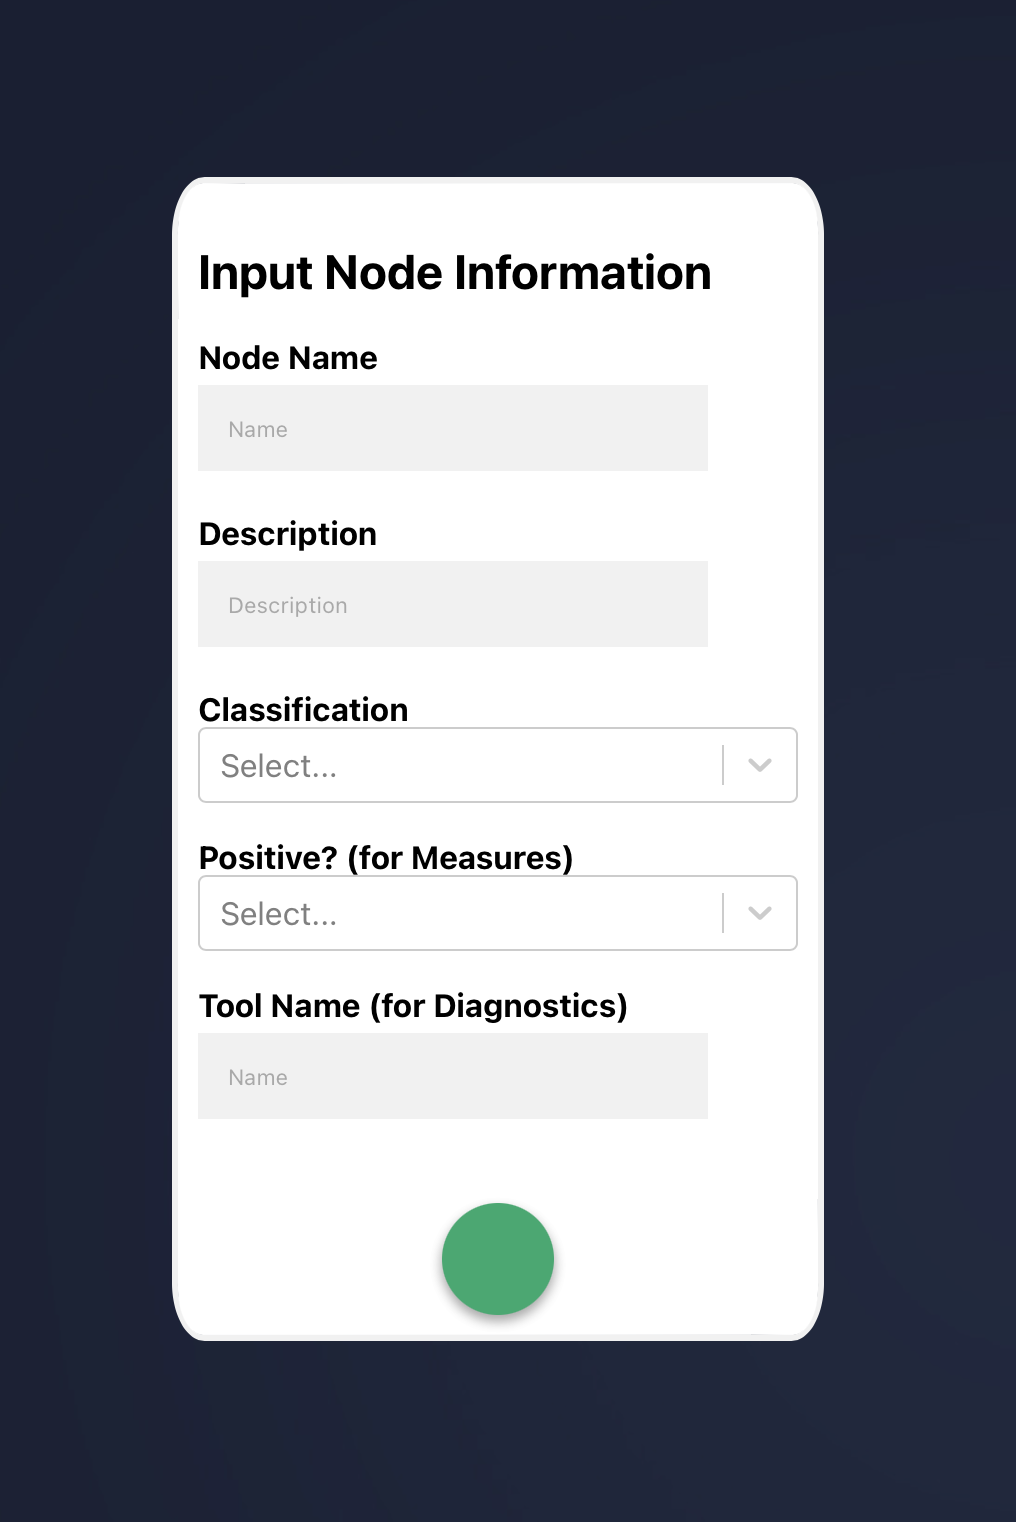 Input Node Information
Node Name
Name
Description
Description
Classification
Select...
Positive? (for Measures)
Select...
Tool Name (for Diagnostics)
Name